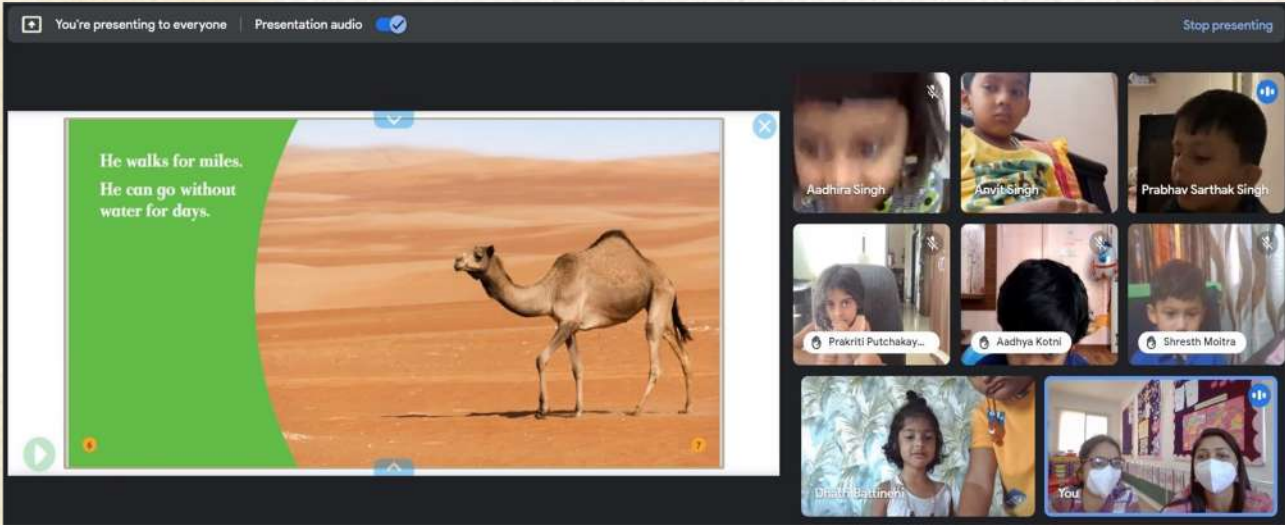 You're presenting to everyone
Presentation audio
Stop presenting
He walks for miles.
He can go without
water for days.
6
7
Aadhira Singh
Anvit Singh
Prabhav Sarthak Singh
Prakriti Putchakay...
Aadhya Kotni
Shresth Moitra
Dhatri Battineni
You